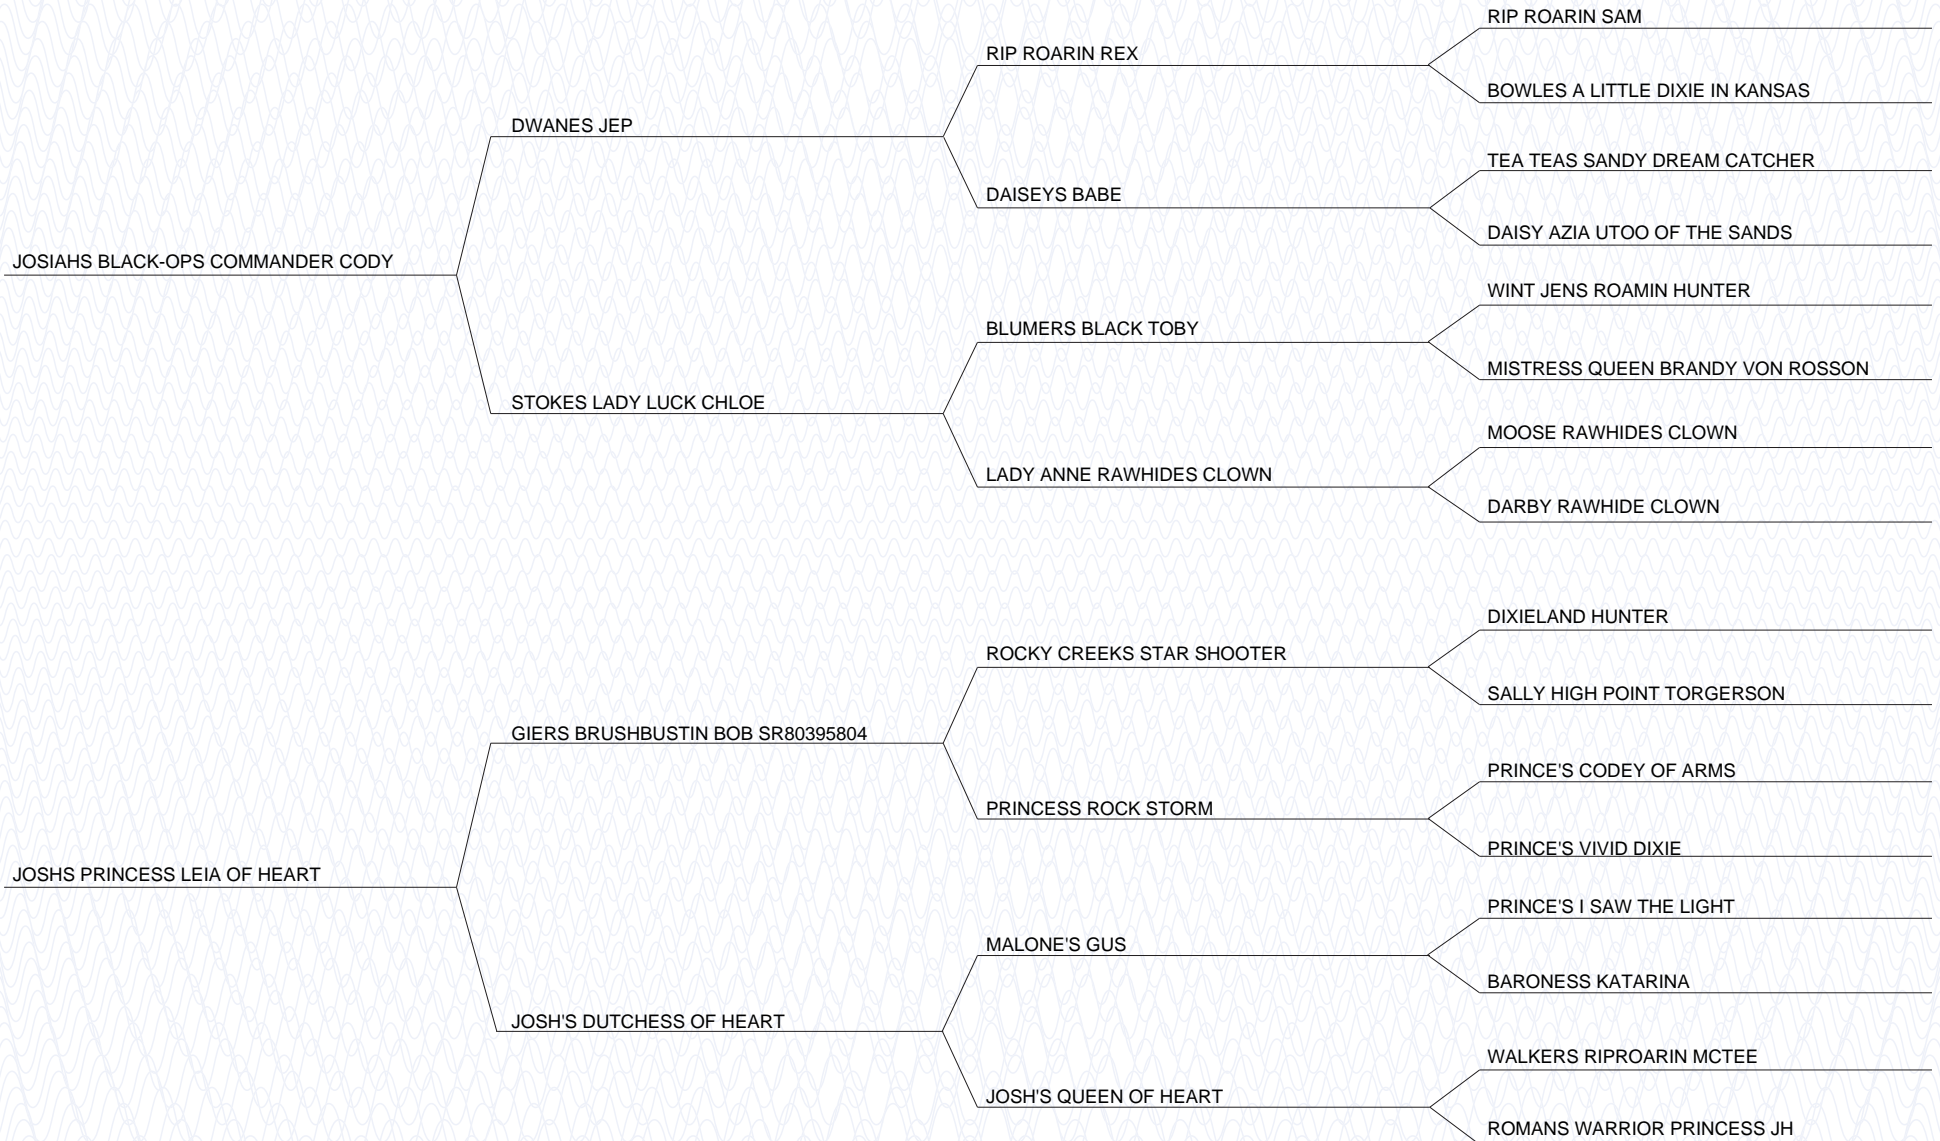 RIP ROARIN SAM
RIP ROARIN REX
BOWLES A LITTLE DIXIE IN KANSAS
DWANES JEP
TEA TEAS SANDY DREAM CATCHER
DAISEYS BABE
DAISY AZIA UTOO OF THE SANDS
JOSIAHS BLACK-OPS COMMANDER CODY
WINT JENS ROAMIN HUNTER
BLUMERS BLACK TOBY
MISTRESS QUEEN BRANDY VON ROSSON
STOKES LADY LUCK CHLOE
MOOSE RAWHIDES CLOWN
LADY ANNE RAWHIDES CLOWN
DARBY RAWHIDE CLOWN
DIXIELAND HUNTER
ROCKY CREEKS STAR SHOOTER
SALLY HIGH POINT TORGERSON
GIERS BRUSHBUSTIN BOB SR80395804
PRINCE'S CODEY OF ARMS
PRINCESS ROCK STORM
PRINCE'S VIVID DIXIE
JOSHS PRINCESS LEIA OF HEART
PRINCE'S I SAW THE LIGHT
MALONE'S GUS
BARONESS KATARINA
JOSH'S DUTCHESS OF HEART
WALKERS RIPROARIN MCTEE
JOSH'S QUEEN OF HEART
ROMANS WARRIOR PRINCESS JH